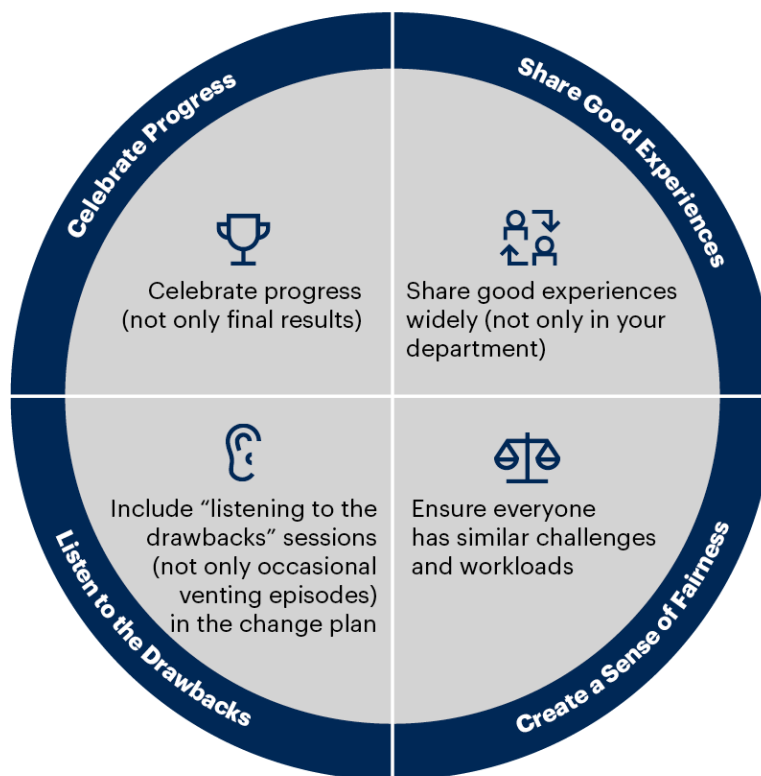 Celebrate Progress
Share Good Experiences
Celebrate progress
(not only final results)
Share good experiences
widely (not only in your
department)
Include “listening to the
drawbacks” sessions
(not only occasional
venting episodes)
in the change plan
Ensure everyone
has similar challenges
and workloads
Listen to the Drawbacks
Create a Sense of Fairness